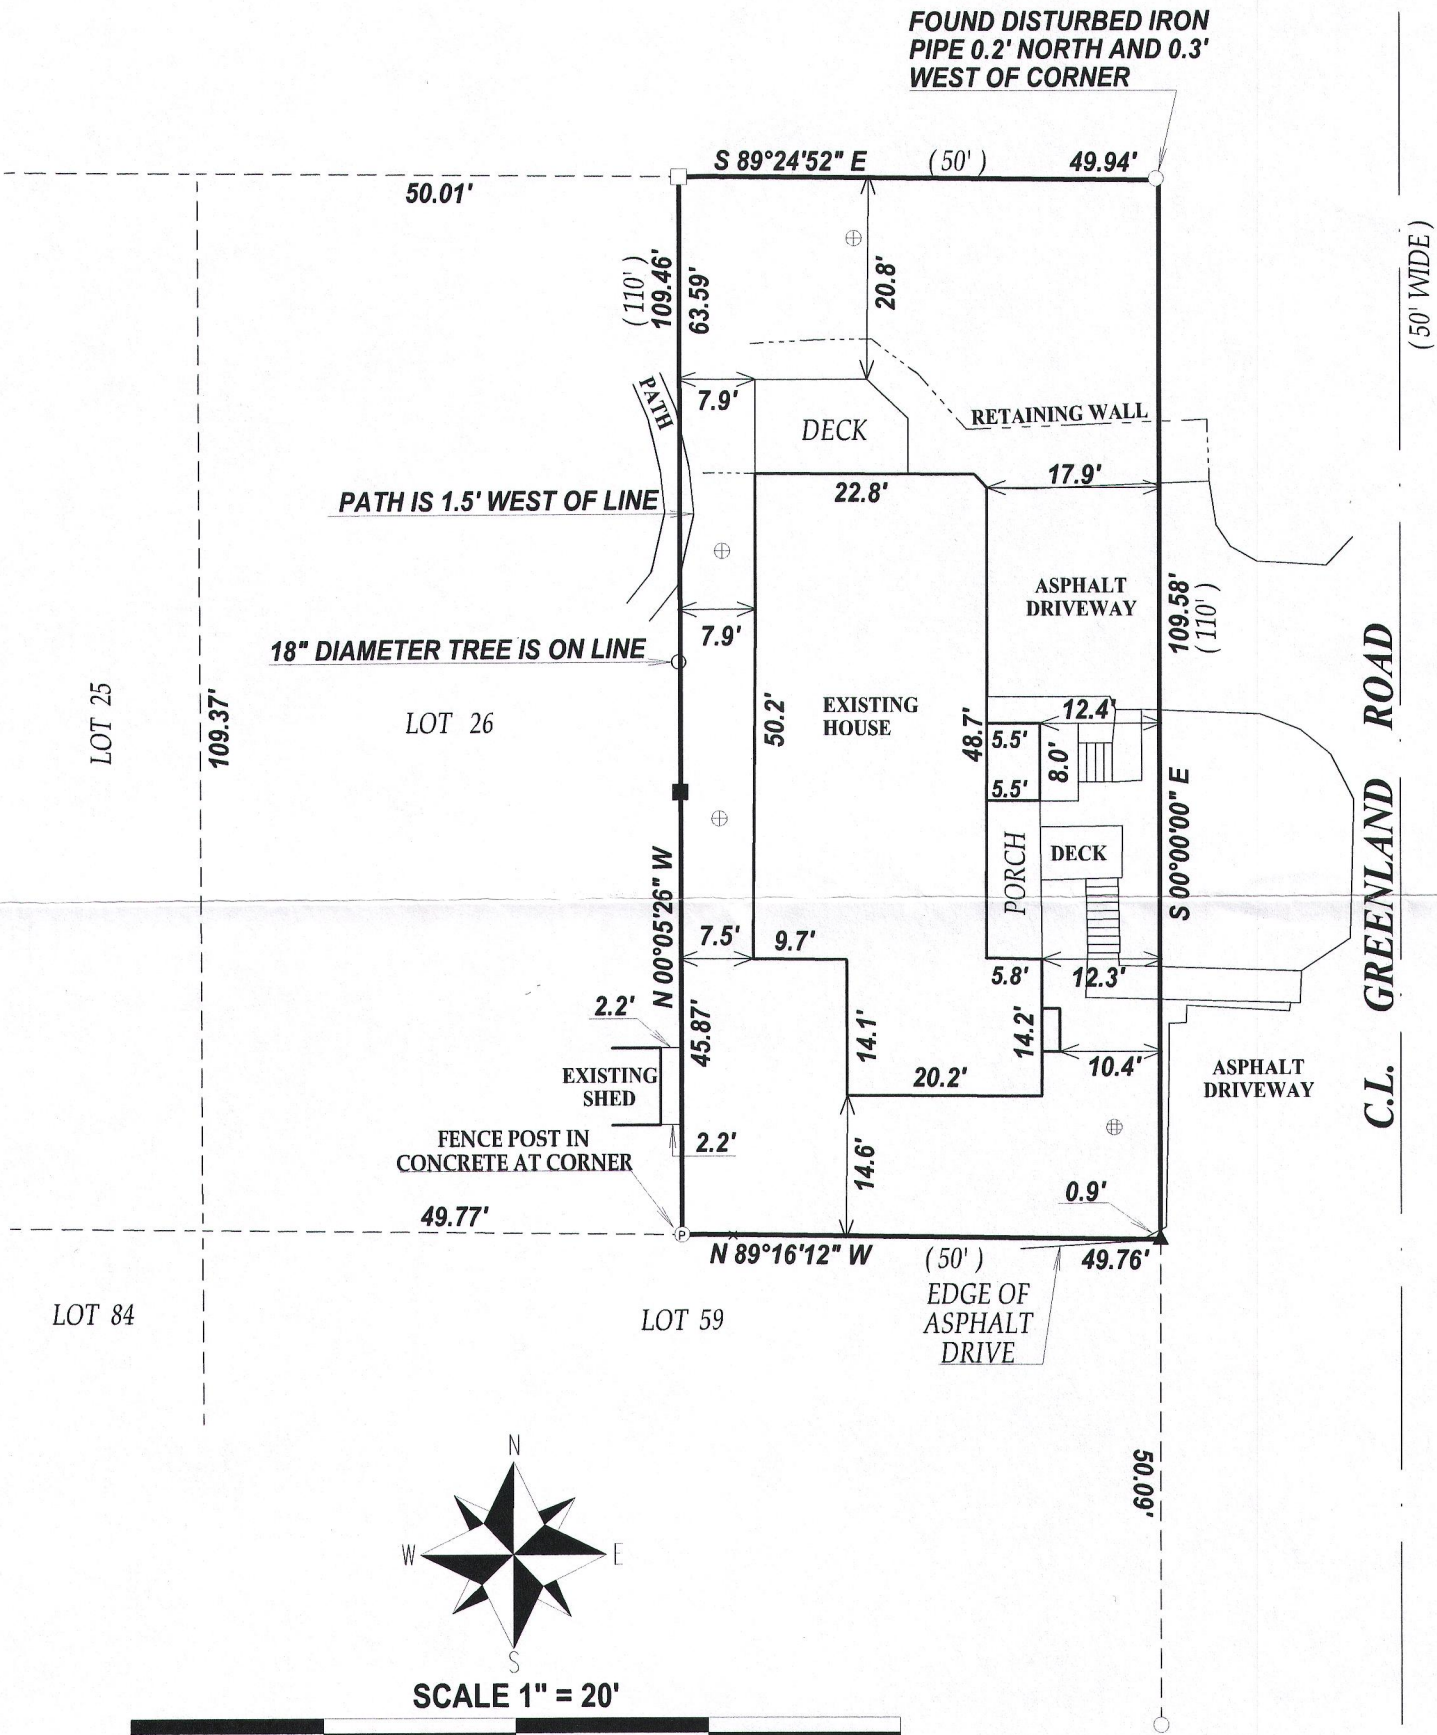 FOUND DISTURBED IRON
PIPE 0.2' NORTH AND 0.3'
WEST OF CORNER
S 89°24'52" E
( 50' )
49.94'
50.01'
( 110' )
109.46'
63.59'
20.8'
( 50' WIDE )
PATH
7.9'
DECK
RETAINING WALL
22.8'
17.9'
PATH IS 1.5' WEST OF LINE
ASPHALT
DRIVEWAY
109.58'
( 110' )
7.9'
18" DIAMETER TREE IS ON LINE
LOT 25
109.37'
LOT 26
50.2'
EXISTING
HOUSE
48.7'
12.4'
5.5'
8.0'
5.5'
S 00°00'00" E
C.L. GREENLAND ROAD
PORCH
DECK
N 00°05'26" W
7.5'
9.7'
5.8'
12.3'
2.2'
45.87'
14.1'
14.2'
10.4'
EXISTING
SHED
20.2'
ASPHALT
DRIVEWAY
FENCE POST IN
CONCRETE AT CORNER
2.2'
14.6'
0.9'
49.77'
P
N 89°16'12" W
( 50' )
49.76'
EDGE OF
ASPHALT
DRIVE
LOT 84
LOT 59
50.09'
N
W
E
S
SCALE 1" = 20'